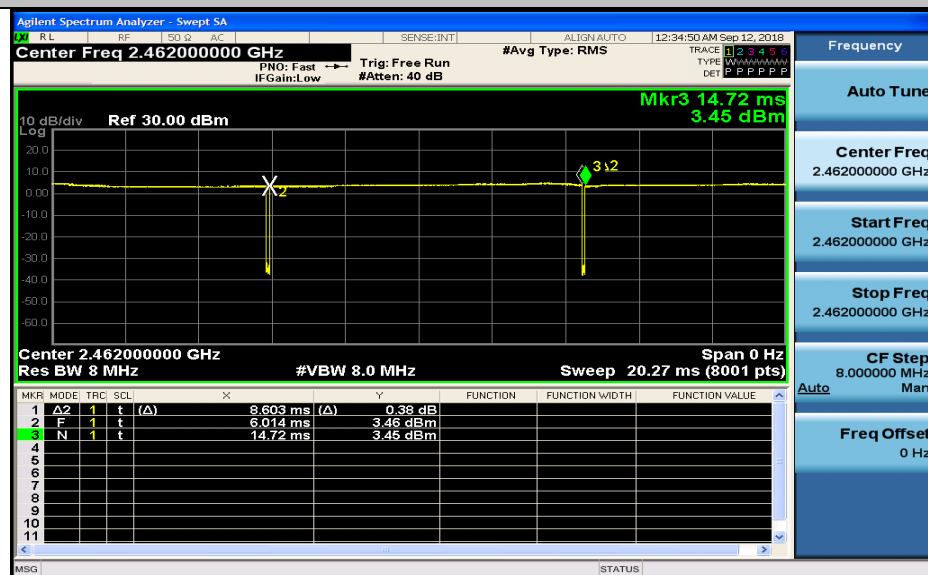 Agilent Spectrum Analyzer - Swept SA
LXI RL RF 50 Ω AC SENSE:INT ALIGN AUTO 12:34:50 AM Sep 12, 2018
Center Freq 2.462000000 GHz #Avg Type: RMS TRACE 1 2 3 4 5 6
PNO: Fast Trig: Free Run TYPE
IFGain:Low #Atten: 40 dB DET P P P P P P
Mkr3 14.72 ms
10 dB/div Ref 30.00 dBm 3.45 dBm
Log
20.0
10.0
0.00
-10.0
-20.0
-30.0
-40.0
-50.0
-60.0
2
3 Δ2
Center 2.462000000 GHz Span 0 Hz
Res BW 8 MHz #VBW 8.0 MHz Sweep 20.27 ms (8001 pts)
MKR MODE TRC SCL X Y FUNCTION FUNCTION WIDTH FUNCTION VALUE
1 Δ2 1 t (Δ) 8.603 ms (Δ) 0.38 dB
2 F 1 t 6.014 ms 3.46 dBm
3 N 1 t 14.72 ms 3.45 dBm
4
5
6
7
8
9
10
11
MSG STATUS
Frequency
Auto Tune
Center Freq
2.462000000 GHz
Start Freq
2.462000000 GHz
Stop Freq
2.462000000 GHz
CF Step
8.000000 MHz
Auto Man
Freq Offset
0 Hz